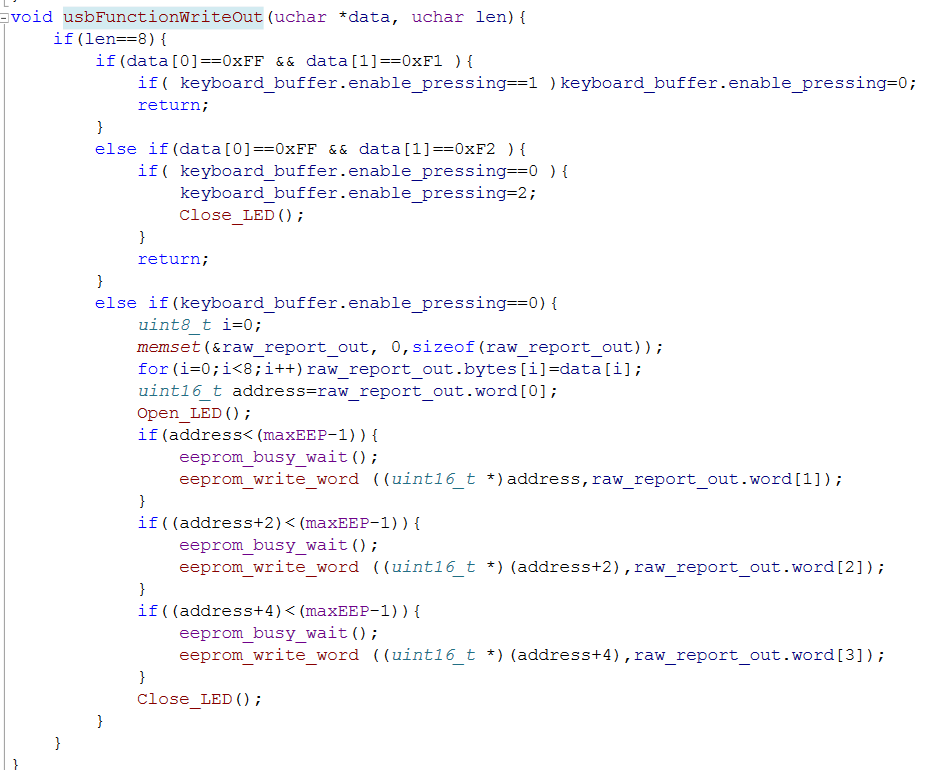 void usbFunctionWriteOut(uchar *data, uchar len){
    if(len==8){
        if(data[0]==0xFF && data[1]==0xF1 ){
            if( keyboard_buffer.enable_pressing==1 )keyboard_buffer.enable_pressing=0;
            return;
        }
        else if(data[0]==0xFF && data[1]==0xF2 ){
            if( keyboard_buffer.enable_pressing==0 ){
                keyboard_buffer.enable_pressing=2;
                Close_LED();
            }
            return;
        }
        else if(keyboard_buffer.enable_pressing==0){
            uint8_t i=0;
            memset(&raw_report_out, 0,sizeof(raw_report_out));
            for(i=0;i<8;i++)raw_report_out.bytes[i]=data[i];
            uint16_t address=raw_report_out.word[0];
            Open_LED();
            if(address<(maxEEP-1)){
                eeprom_busy_wait();
                eeprom_write_word ((uint16_t *)address,raw_report_out.word[1]);
            }
            if((address+2)<(maxEEP-1)){
                eeprom_busy_wait();
                eeprom_write_word ((uint16_t *)(address+2),raw_report_out.word[2]);
            }
            if((address+4)<(maxEEP-1)){
                eeprom_busy_wait();
                eeprom_write_word ((uint16_t *)(address+4),raw_report_out.word[3]);
            }
            Close_LED();
        }
    }
}